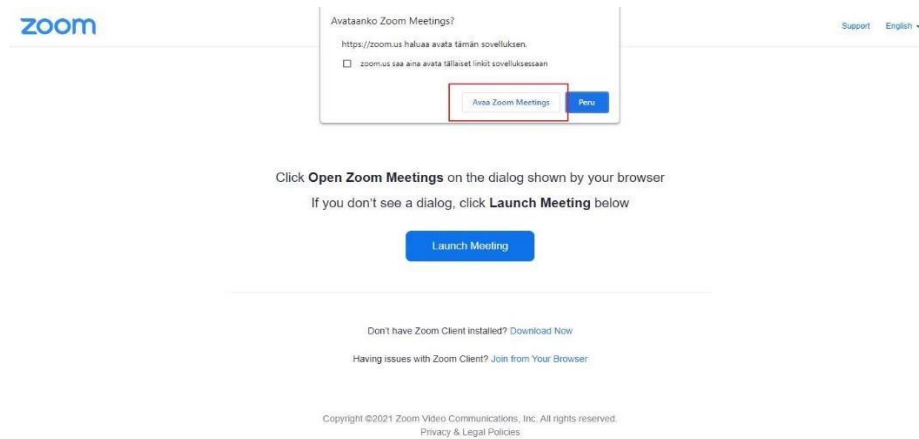 zoom
Support English
Avataanko Zoom Meetings?
https://zoom.us haluaa avata tämän sovelluksen.
zoom.us saa aina avata tällaiset linkit sovelluksessaan
Avaa Zoom Meetings Peru
Click Open Zoom Meetings on the dialog shown by your browser
If you don't see a dialog, click Launch Meeting below
Launch Meeting
Don't have Zoom Client installed? Download Now
Having issues with Zoom Client? Join from Your Browser
Copyright ©2021 Zoom Video Communications, Inc. All rights reserved.
Privacy & Legal Policies